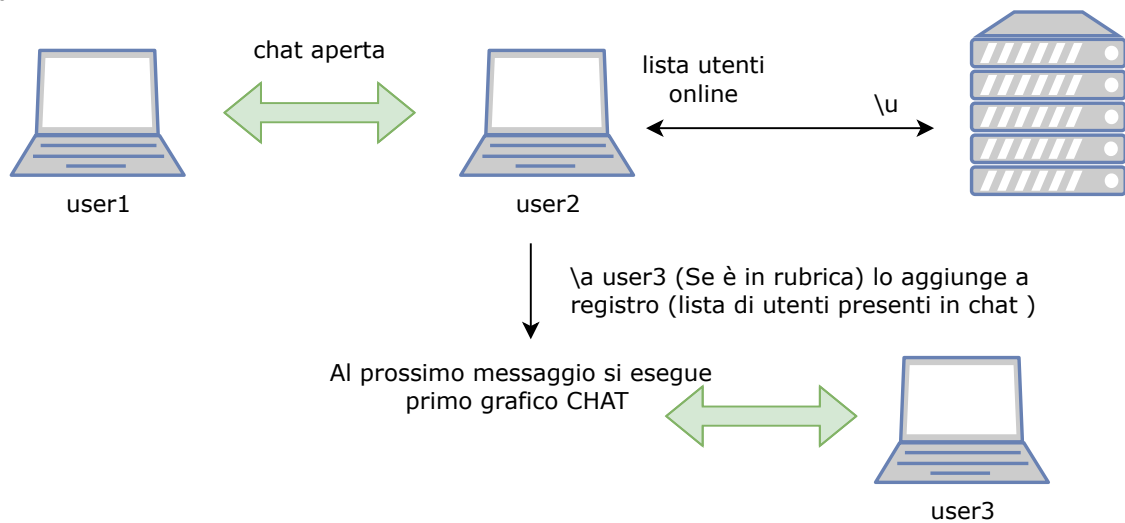 chat aperta
lista utenti
online
\u
user1
user2
\a user3 (Se è in rubrica) lo aggiunge a
registro (lista di utenti presenti in chat )
Al prossimo messaggio si esegue
primo grafico CHAT
user3